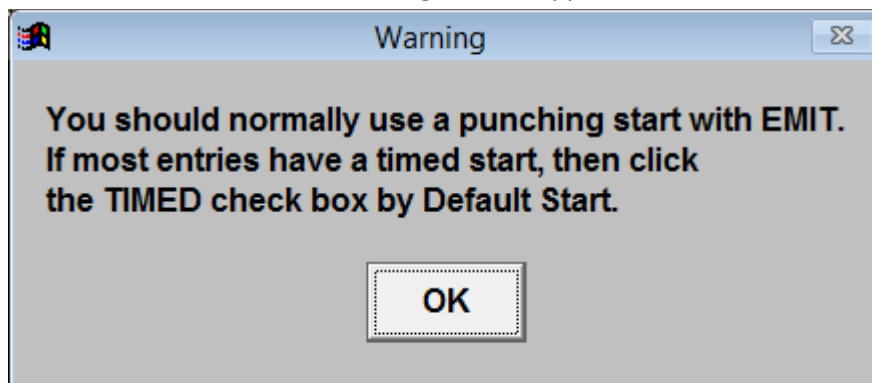 Warning
You should normally use a punching start with EMIT.
If most entries have a timed start, then click
the TIMED check box by Default Start.
OK